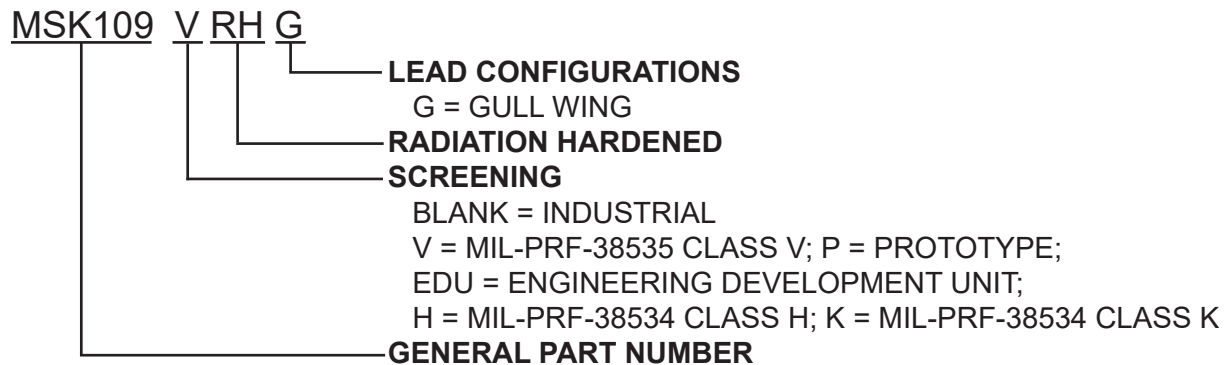 MSK109 V RH G
LEAD CONFIGURATIONS
G = GULL WING
RADIATION HARDENED
SCREENING
BLANK = INDUSTRIAL
V = MIL-PRF-38535 CLASS V; P = PROTOTYPE;
EDU = ENGINEERING DEVELOPMENT UNIT;
H = MIL-PRF-38534 CLASS H; K = MIL-PRF-38534 CLASS K
GENERAL PART NUMBER